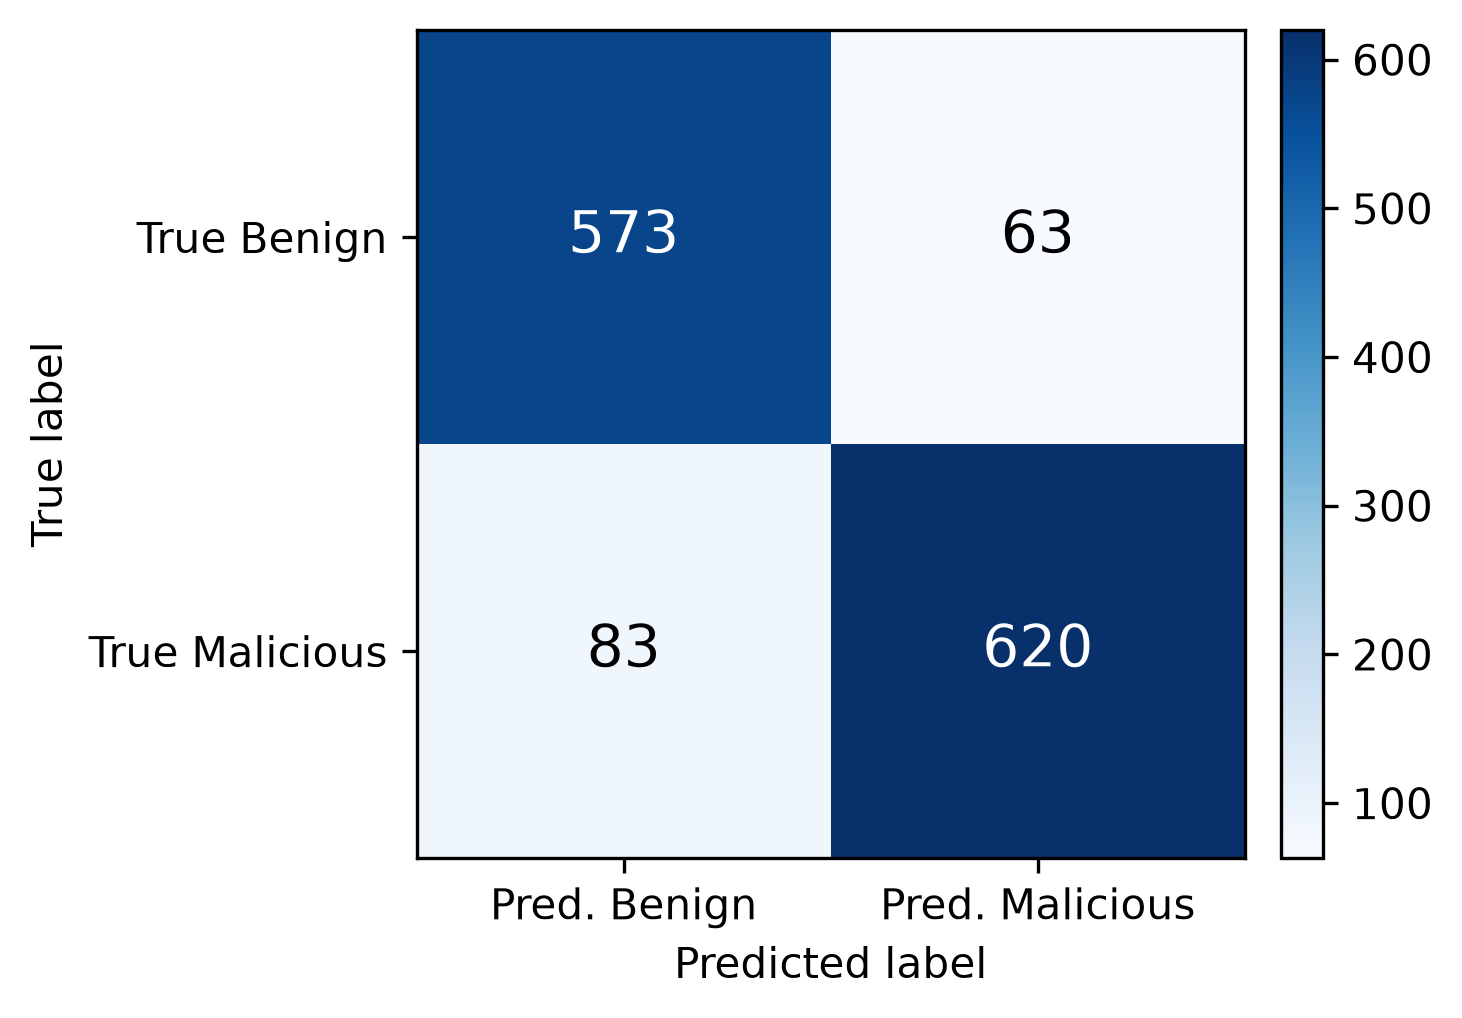 True label
True Benign
573
63
True Malicious
83
620
Pred. Benign
Pred. Malicious
Predicted label
600
500
400
300
200
100